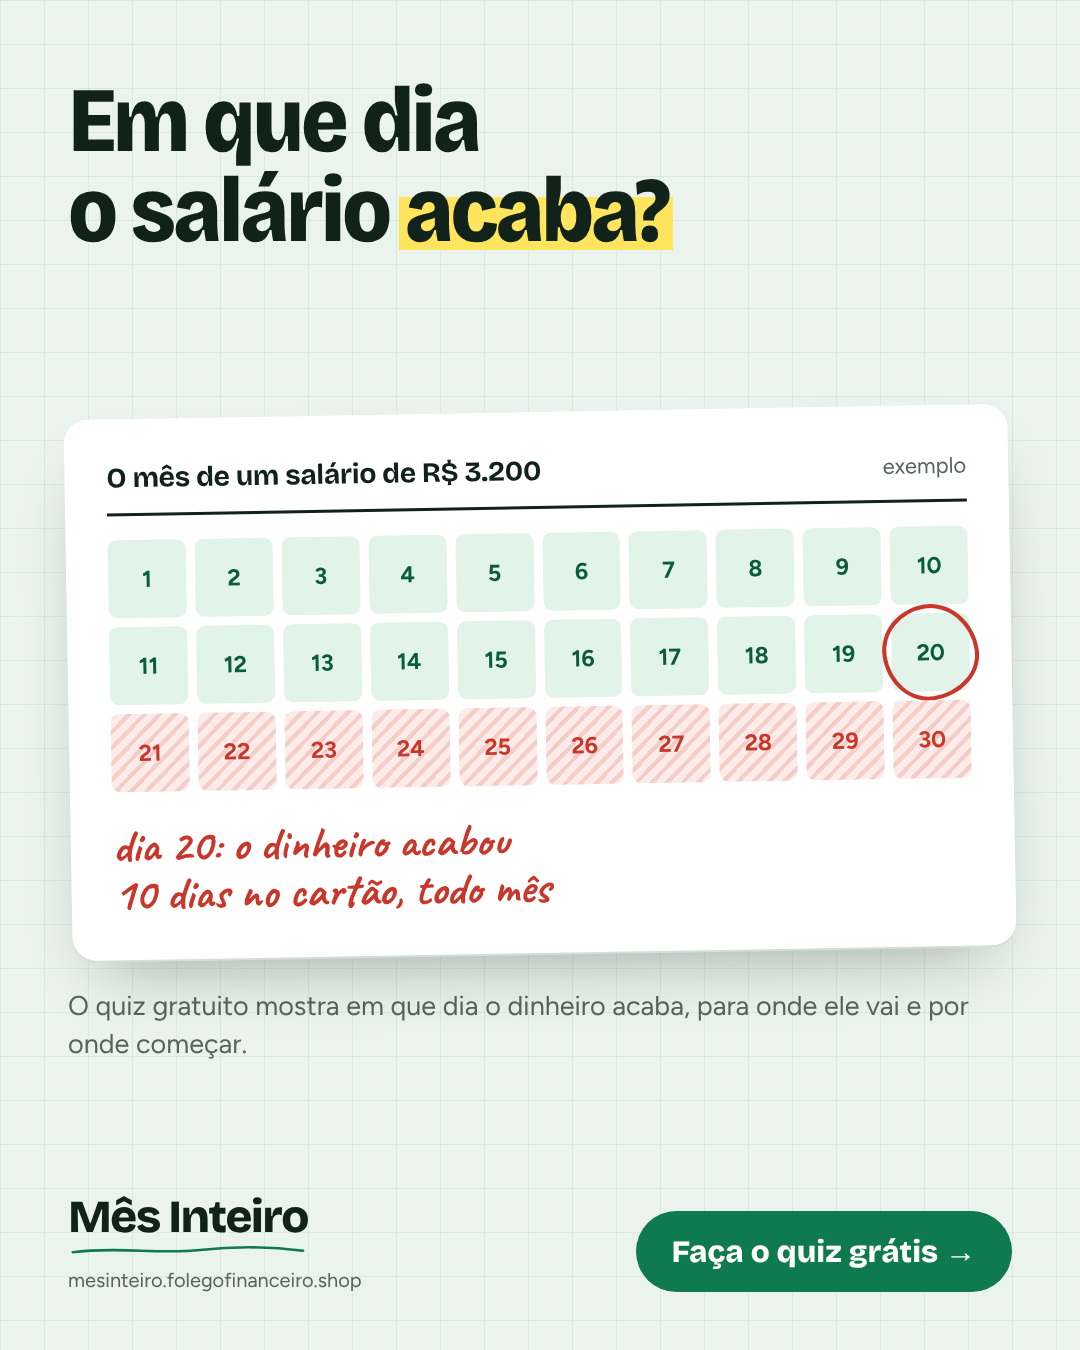 Em que dia
o salário acaba?
O mês de um salário de R$ 3.200 exemplo
1 2 3 4 5 6 7 8 9 10
11 12 13 14 15 16 17 18 19 20
21 22 23 24 25 26 27 28 29 30
dia 20: o dinheiro acabou
10 dias no cartão, todo mês
O quiz gratuito mostra em que dia o dinheiro acaba, para onde ele vai e por
onde começar.
Mês Inteiro
mesinteiro.folegofinanceiro.shop
Faça o quiz grátis →